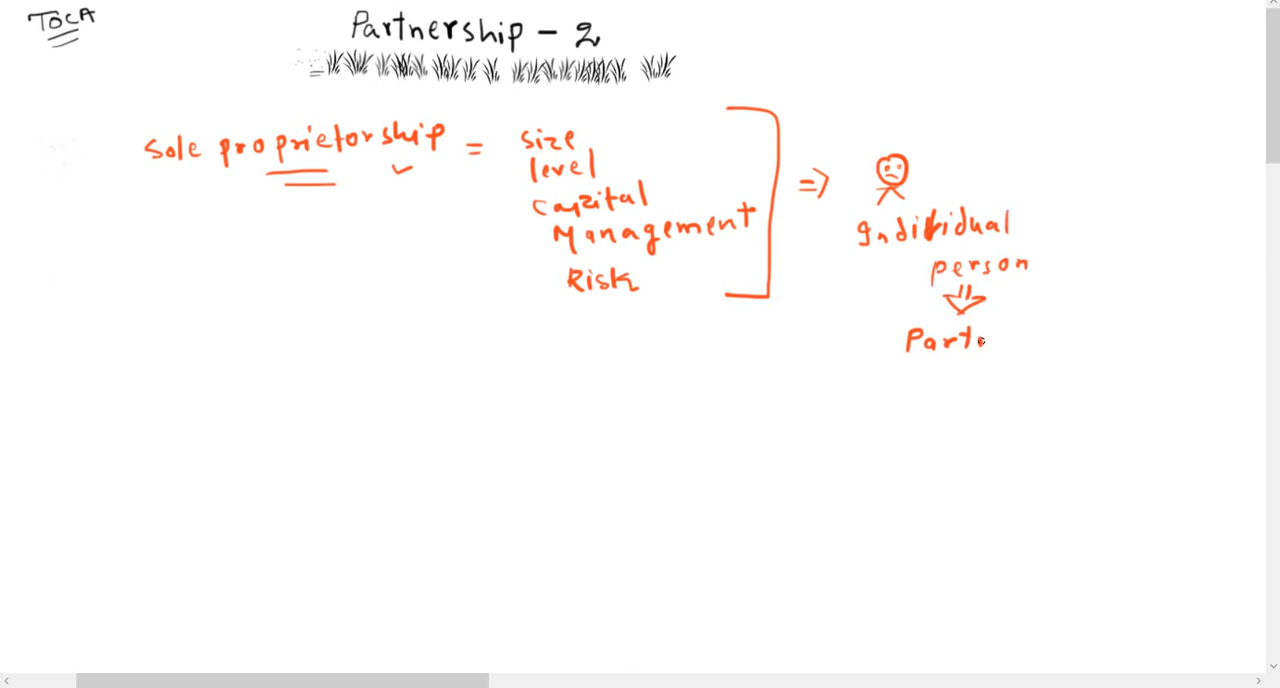 TOCA
Partnership - 2
Sole proprietorship = size
level
Capital
Management
Risk
⇒
Individual
person
Part